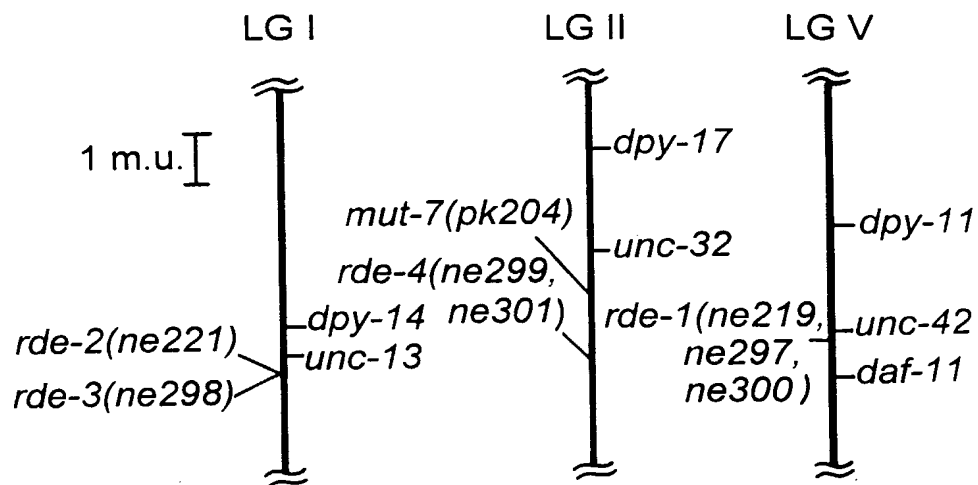 LG I
LG II
LG V
1 m.u.
dpy-17
mut-7(pk204)
dpy-11
unc-32
rde-4(ne299,
ne301)
dpy-14
rde-1(ne219,
ne297,
ne300)
unc-42
rde-2(ne221)
unc-13
daf-11
rde-3(ne298)